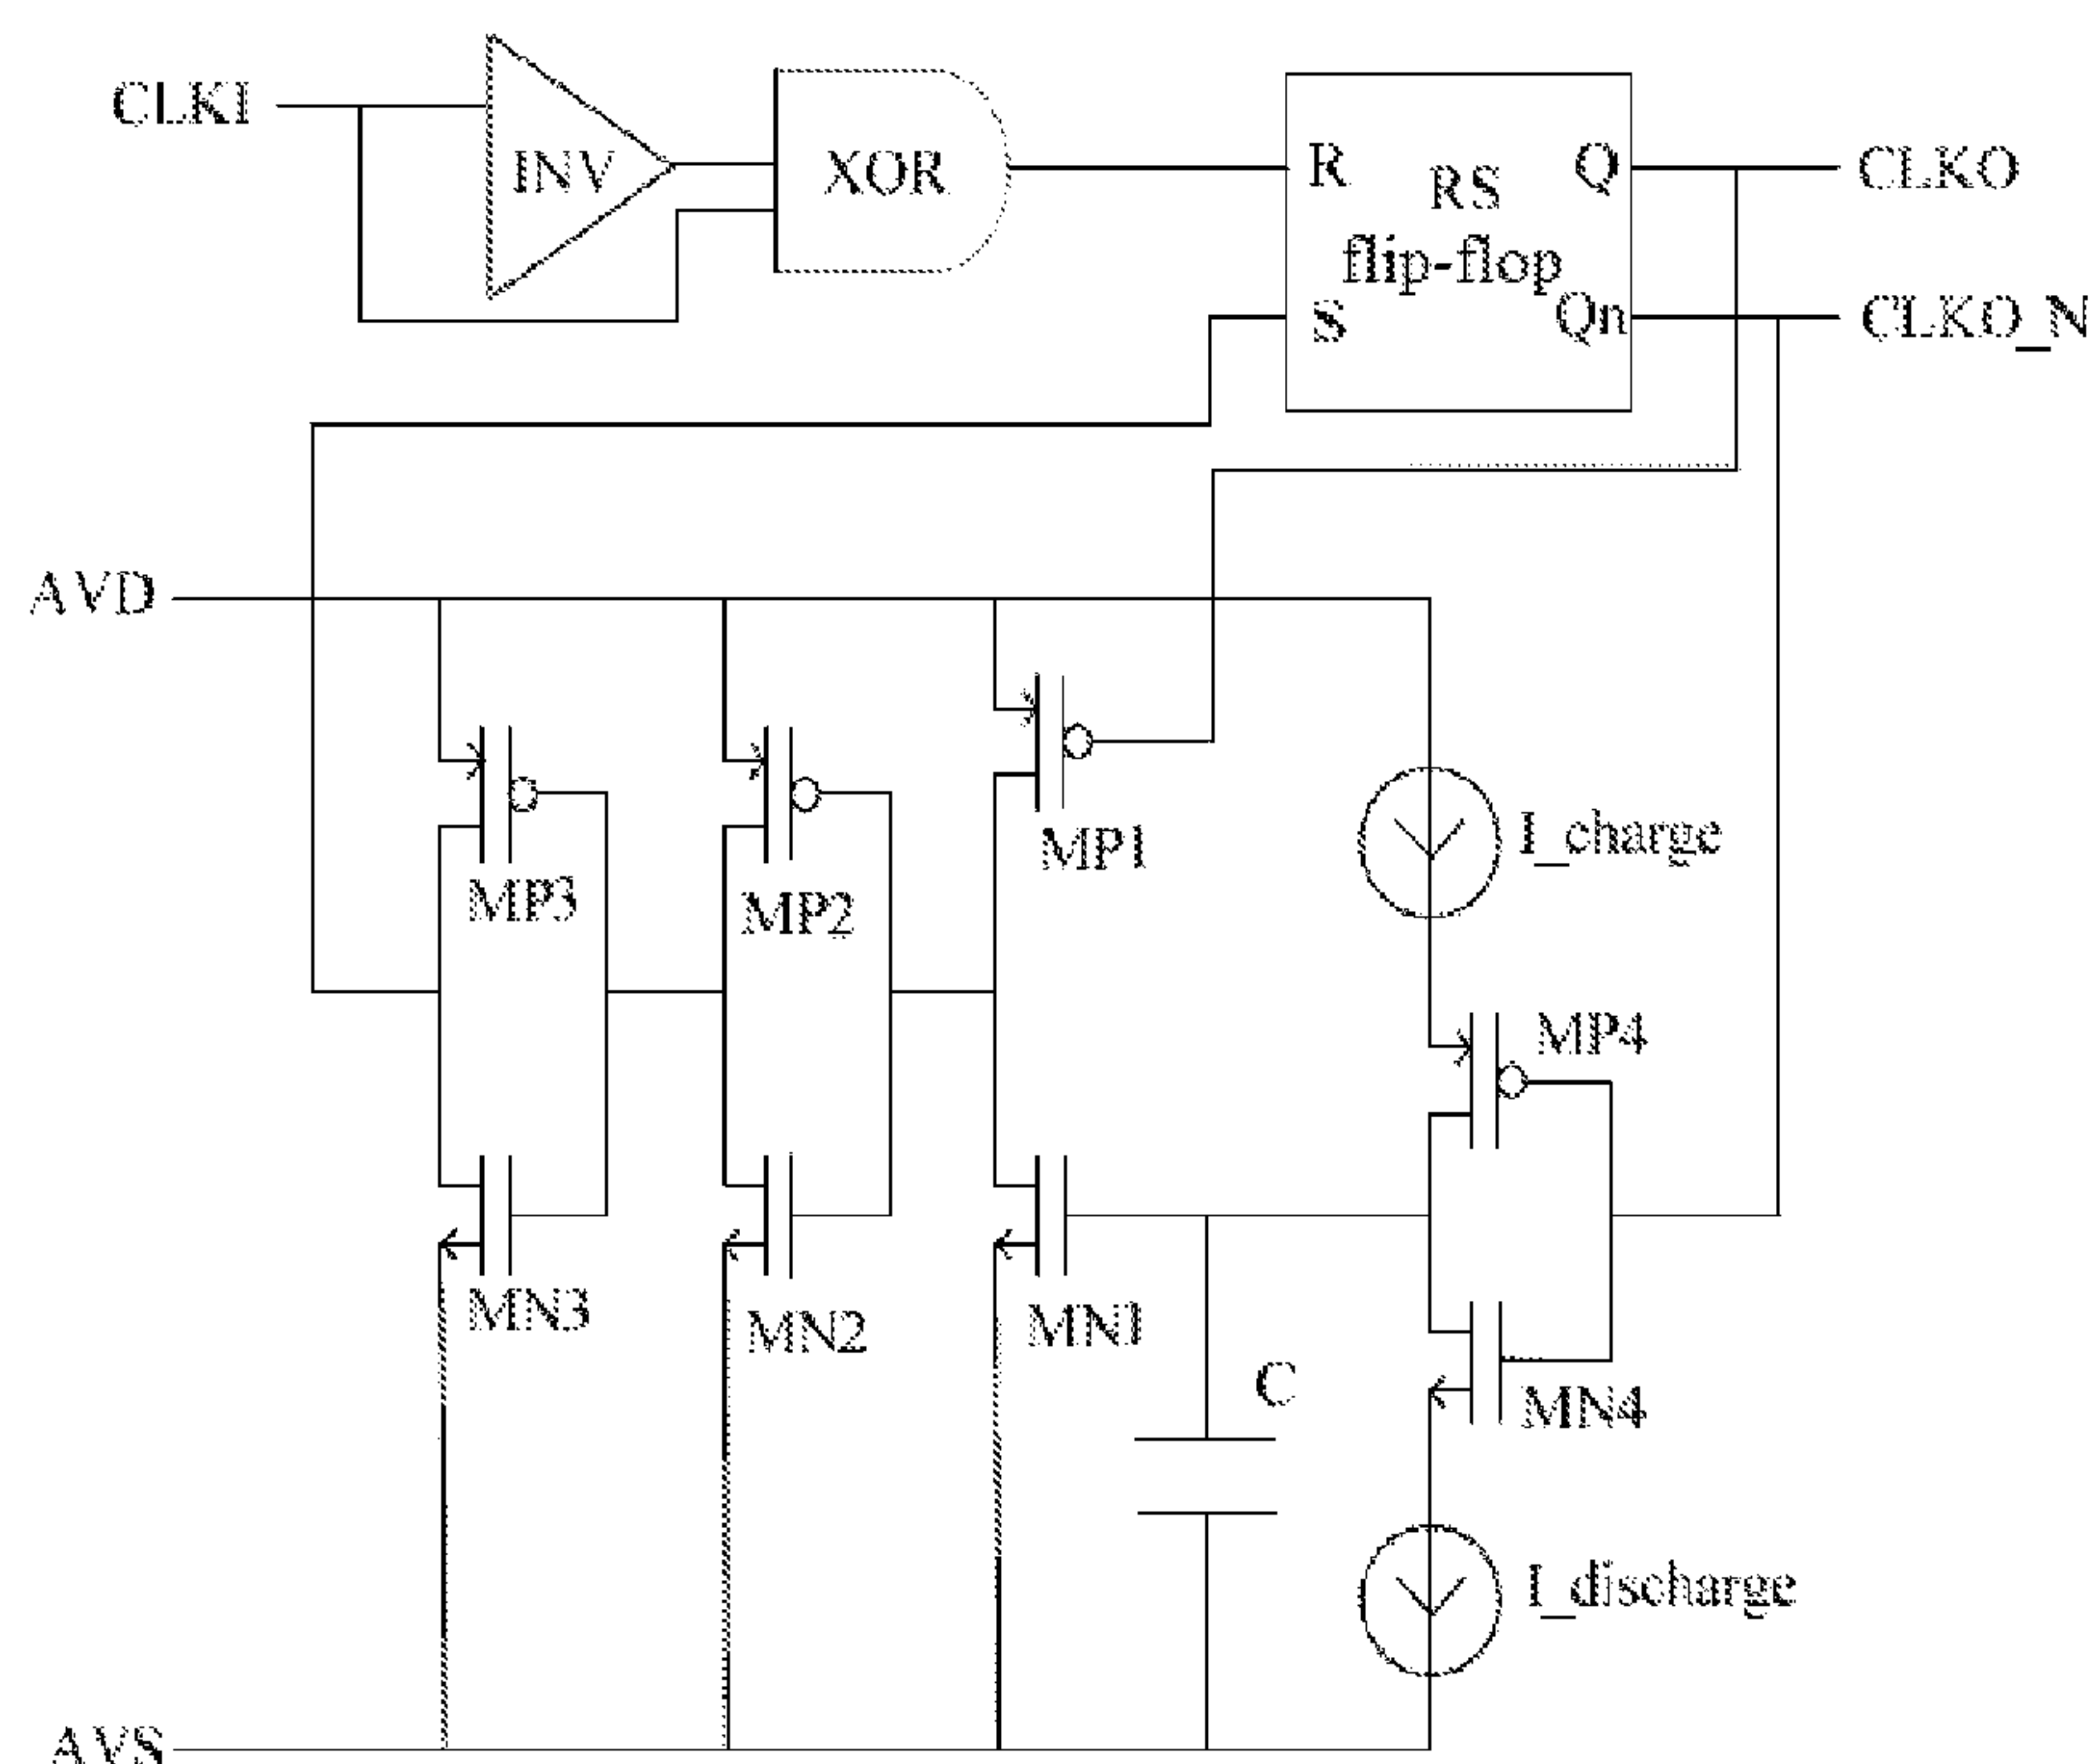 CLKI
INV
XOR
R
RS
flip-flop
Q
CLKO
S
Qn
CLKO_N
AVD
MP3
MP2
MP1
I_charge
MP4
MN3
MN2
MN1
C
MN4
I_discharge
AVS